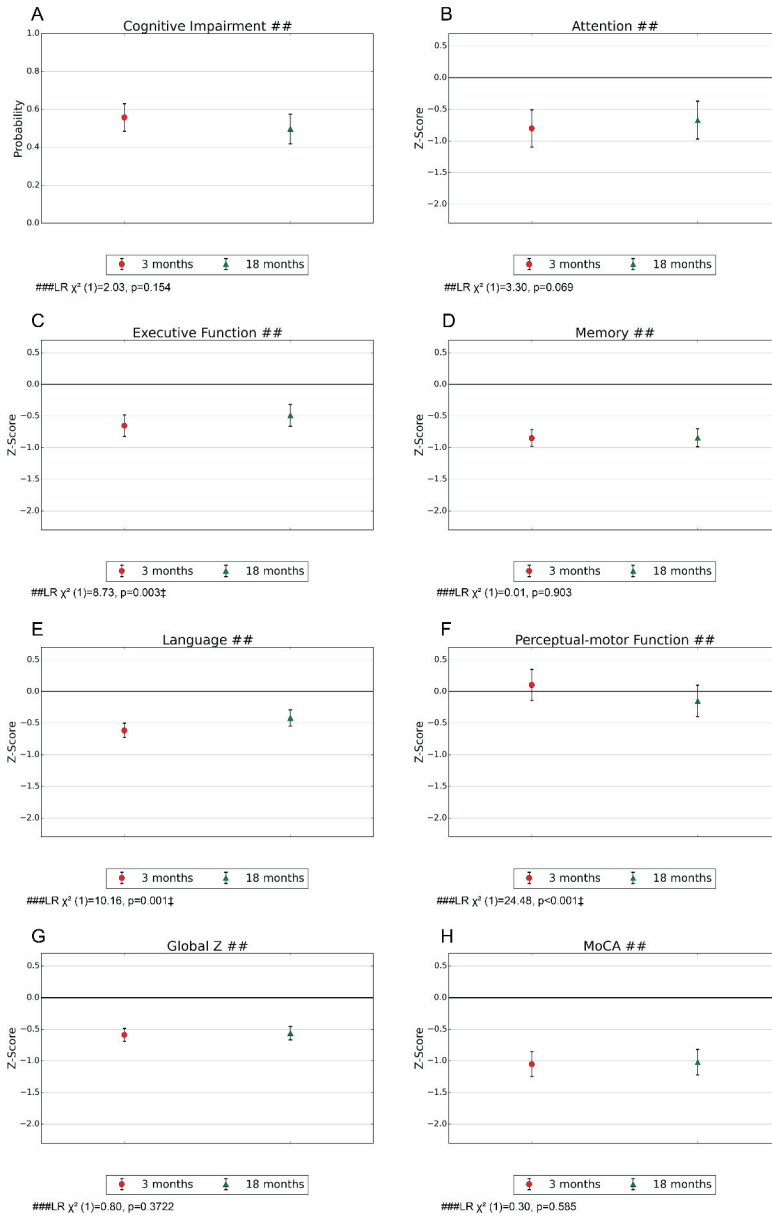 A
Cognitive Impairment ##
1.0
0.8
0.6
0.4
0.2
0.0
Probability
3 months
18 months
###LR χ² (1)=2.03, p=0.154
B
Attention ##
0.5
0.0
−0.5
−1.0
−1.5
−2.0
Z-Score
3 months
18 months
##LR χ² (1)=3.30, p=0.069
C
Executive Function ##
0.5
0.0
−0.5
−1.0
−1.5
−2.0
Z-Score
3 months
18 months
##LR χ² (1)=8.73, p=0.003‡
D
Memory ##
0.5
0.0
−0.5
−1.0
−1.5
−2.0
Z-Score
3 months
18 months
###LR χ² (1)=0.01, p=0.903
E
Language ##
0.5
0.0
−0.5
−1.0
−1.5
−2.0
Z-Score
3 months
18 months
###LR χ² (1)=10.16, p=0.001‡
F
Perceptual-motor Function ##
0.5
0.0
−0.5
−1.0
−1.5
−2.0
Z-Score
3 months
18 months
###LR χ² (1)=24.48, p<0.001‡
G
Global Z ##
0.5
0.0
−0.5
−1.0
−1.5
−2.0
Z-Score
3 months
18 months
###LR χ² (1)=0.80, p=0.3722
H
MoCA ##
0.5
0.0
−0.5
−1.0
−1.5
−2.0
Z-Score
3 months
18 months
###LR χ² (1)=0.30, p=0.585